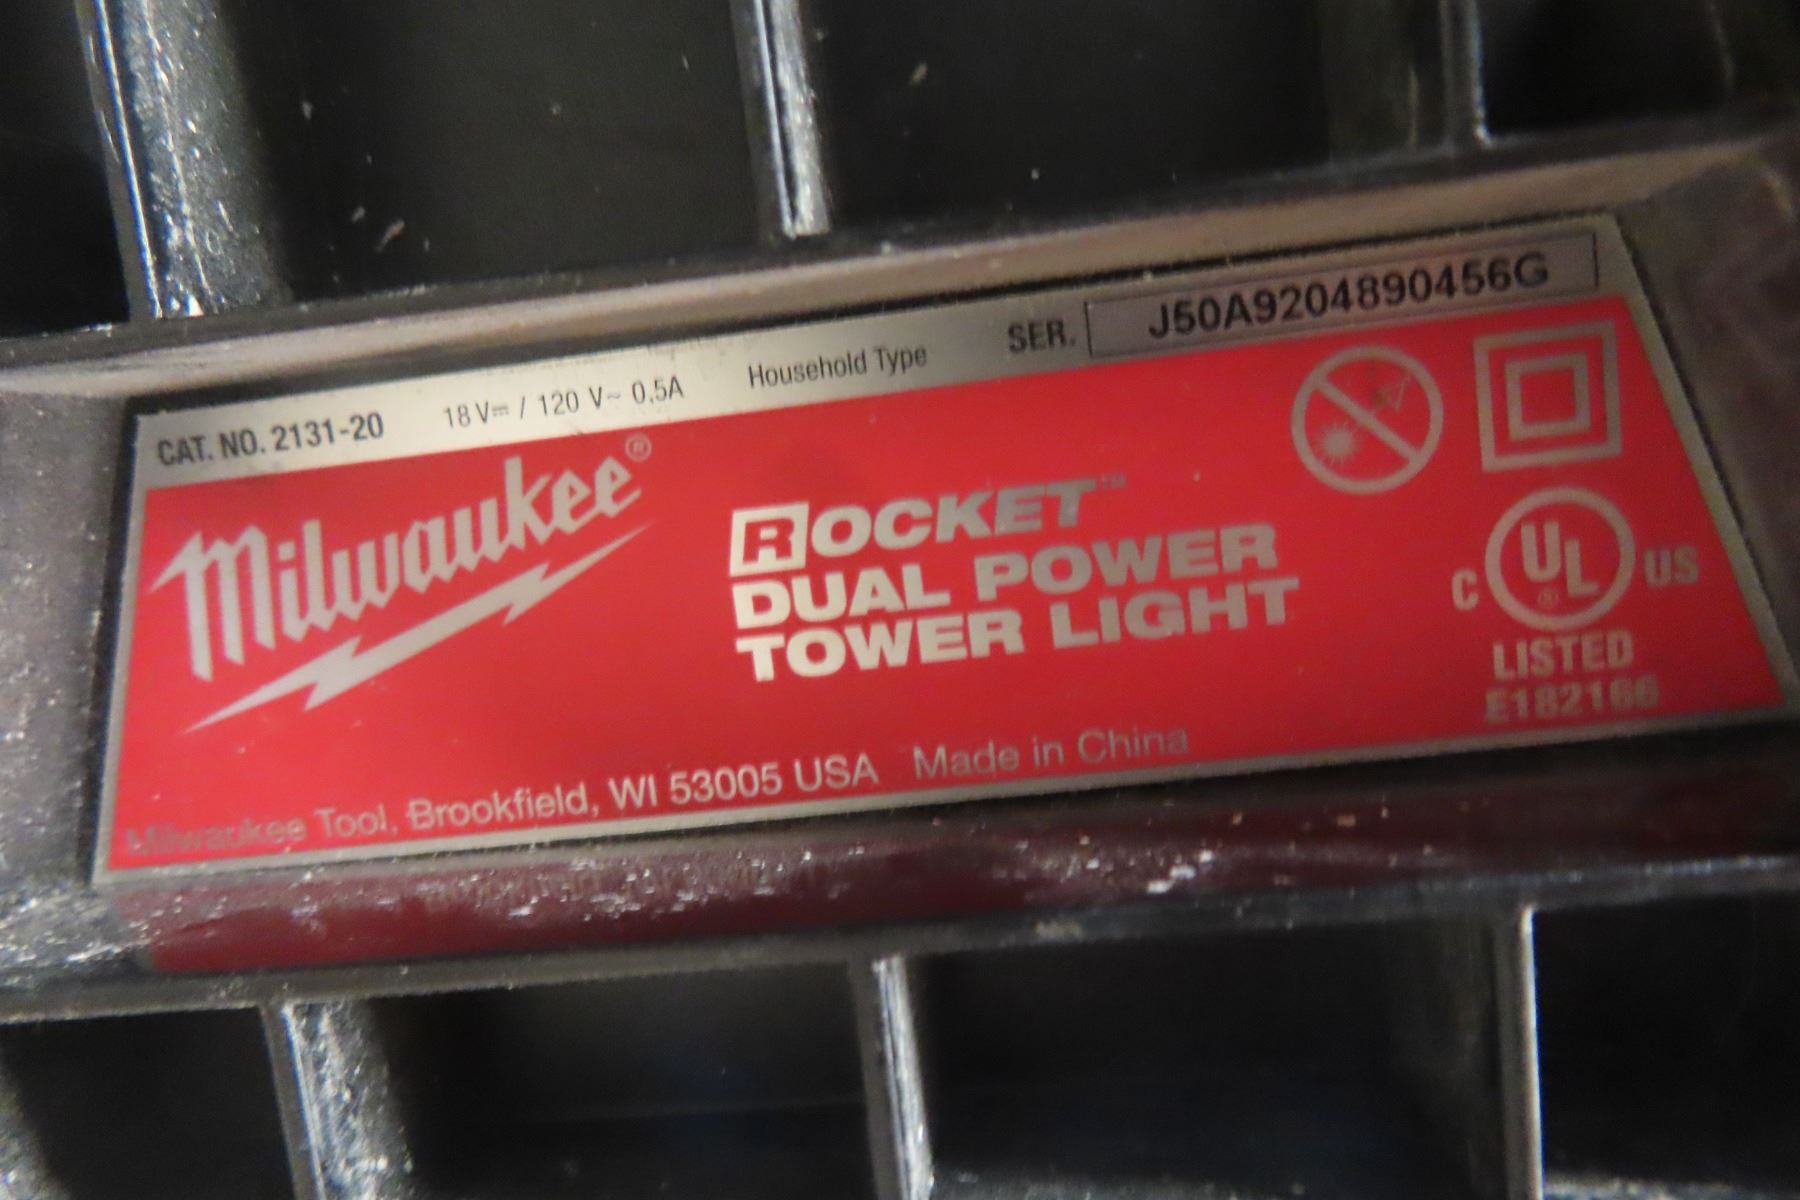 CAT. NO. 2131-20 18 V⎓ / 120 V~ 0.5A Household Type SER. J50A9204890456G
Milwaukee®
ROCKET™
DUAL POWER
TOWER LIGHT
C UL® US
LISTED
E182166
Milwaukee Tool, Brookfield, WI 53005 USA Made in China